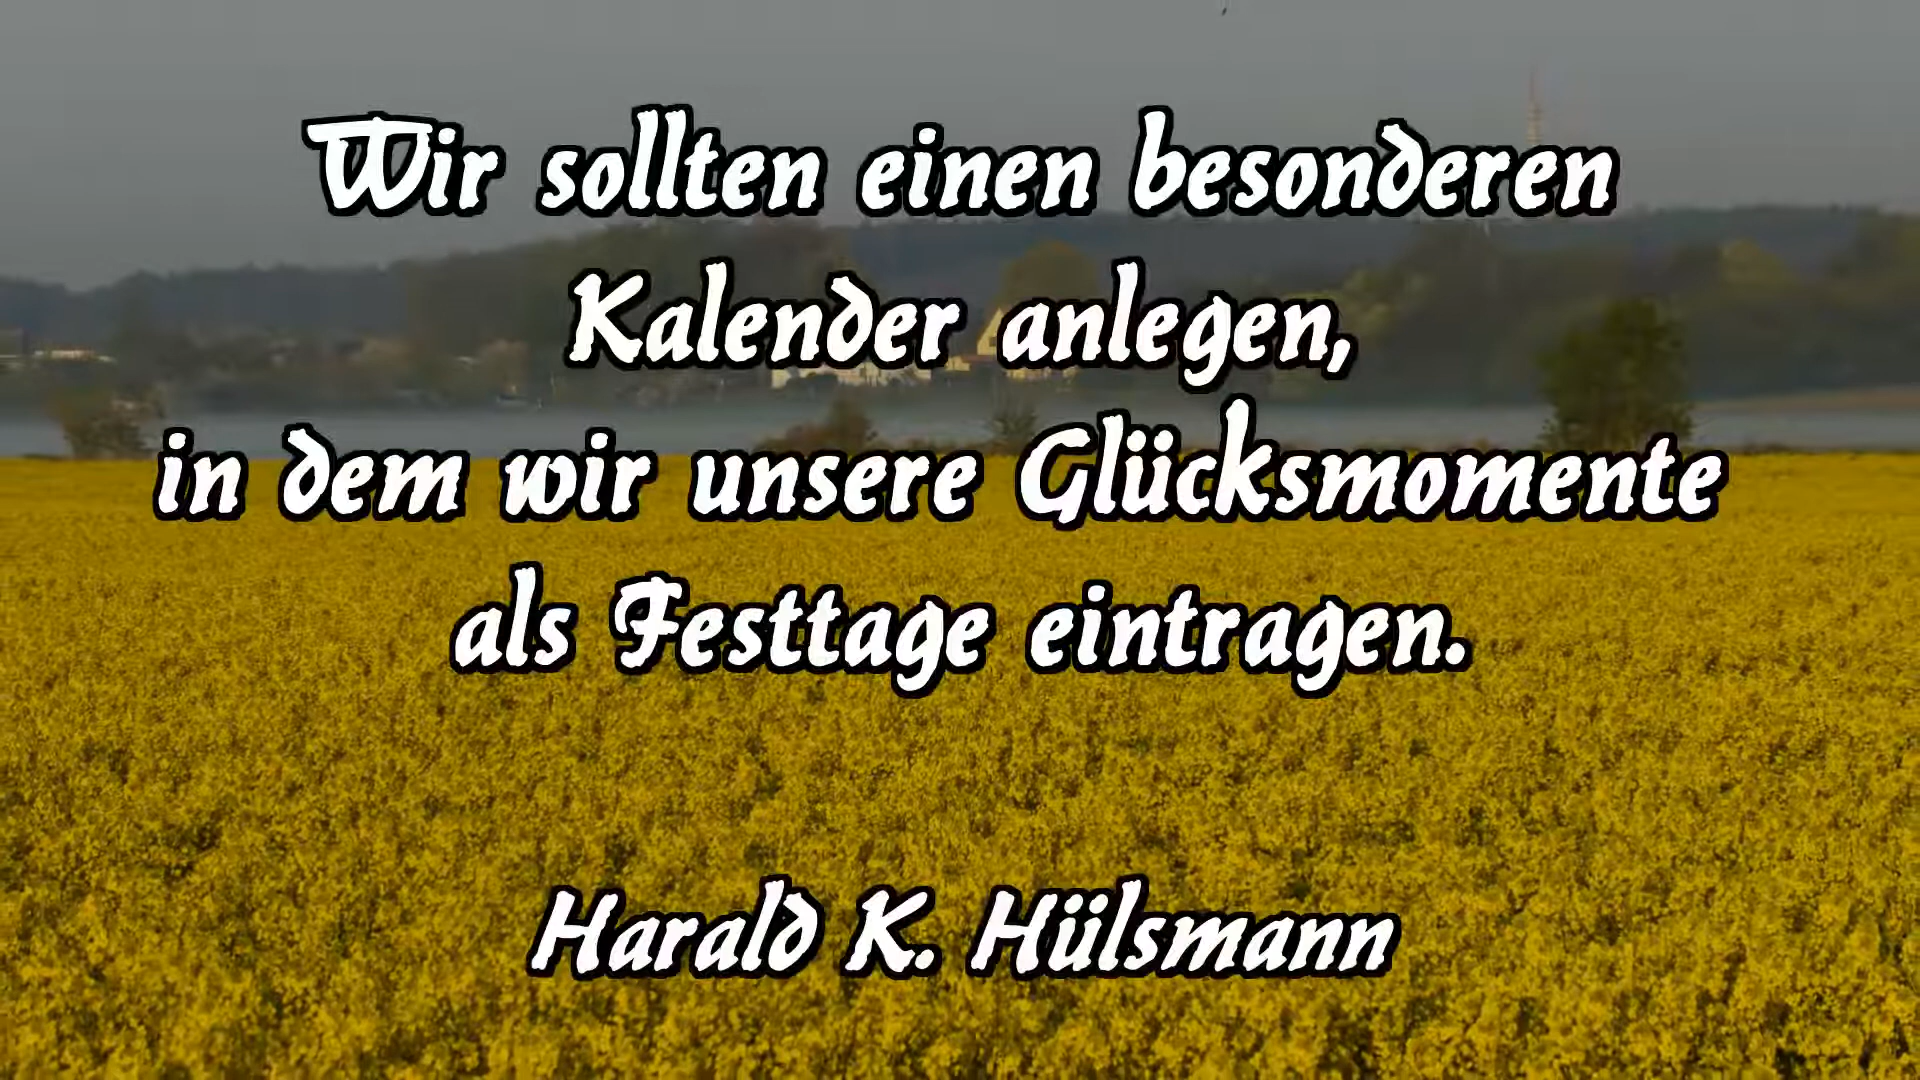 Wir sollten einen besonderen
Kalender anlegen,
in dem wir unsere Glücksmomente
als Festtage eintragen.
Harald K. Hülsmann